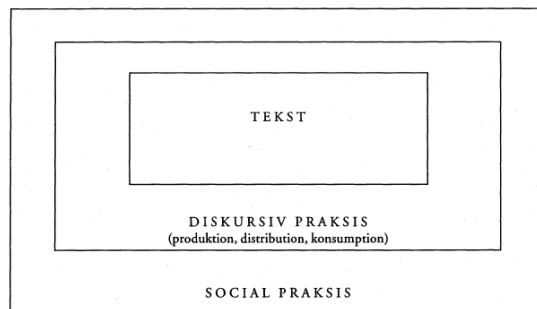 TEKST
DISKURSIV PRAKSIS
(produktion, distribution, konsumption)
SOCIAL PRAKSIS